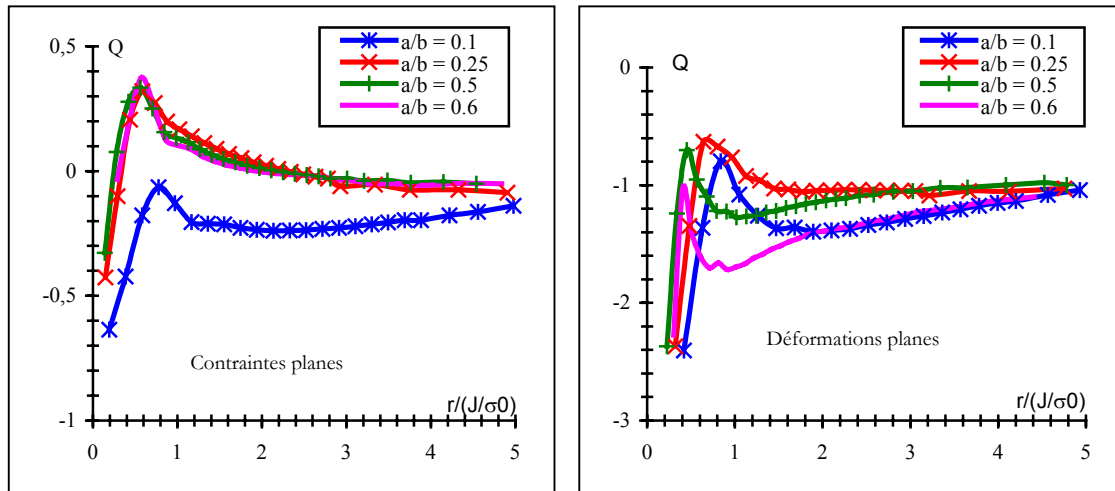 0,5
Q
a/b = 0.1
a/b = 0.25
a/b = 0.5
a/b = 0.6
0
-0,5
Contraintes planes
r/(J/σ0)
-1
0 1 2 3 4 5
0
Q
a/b = 0.1
a/b = 0.25
a/b = 0.5
a/b = 0.6
-1
-2
Déformations planes
r/(J/σ0)
-3
0 1 2 3 4 5